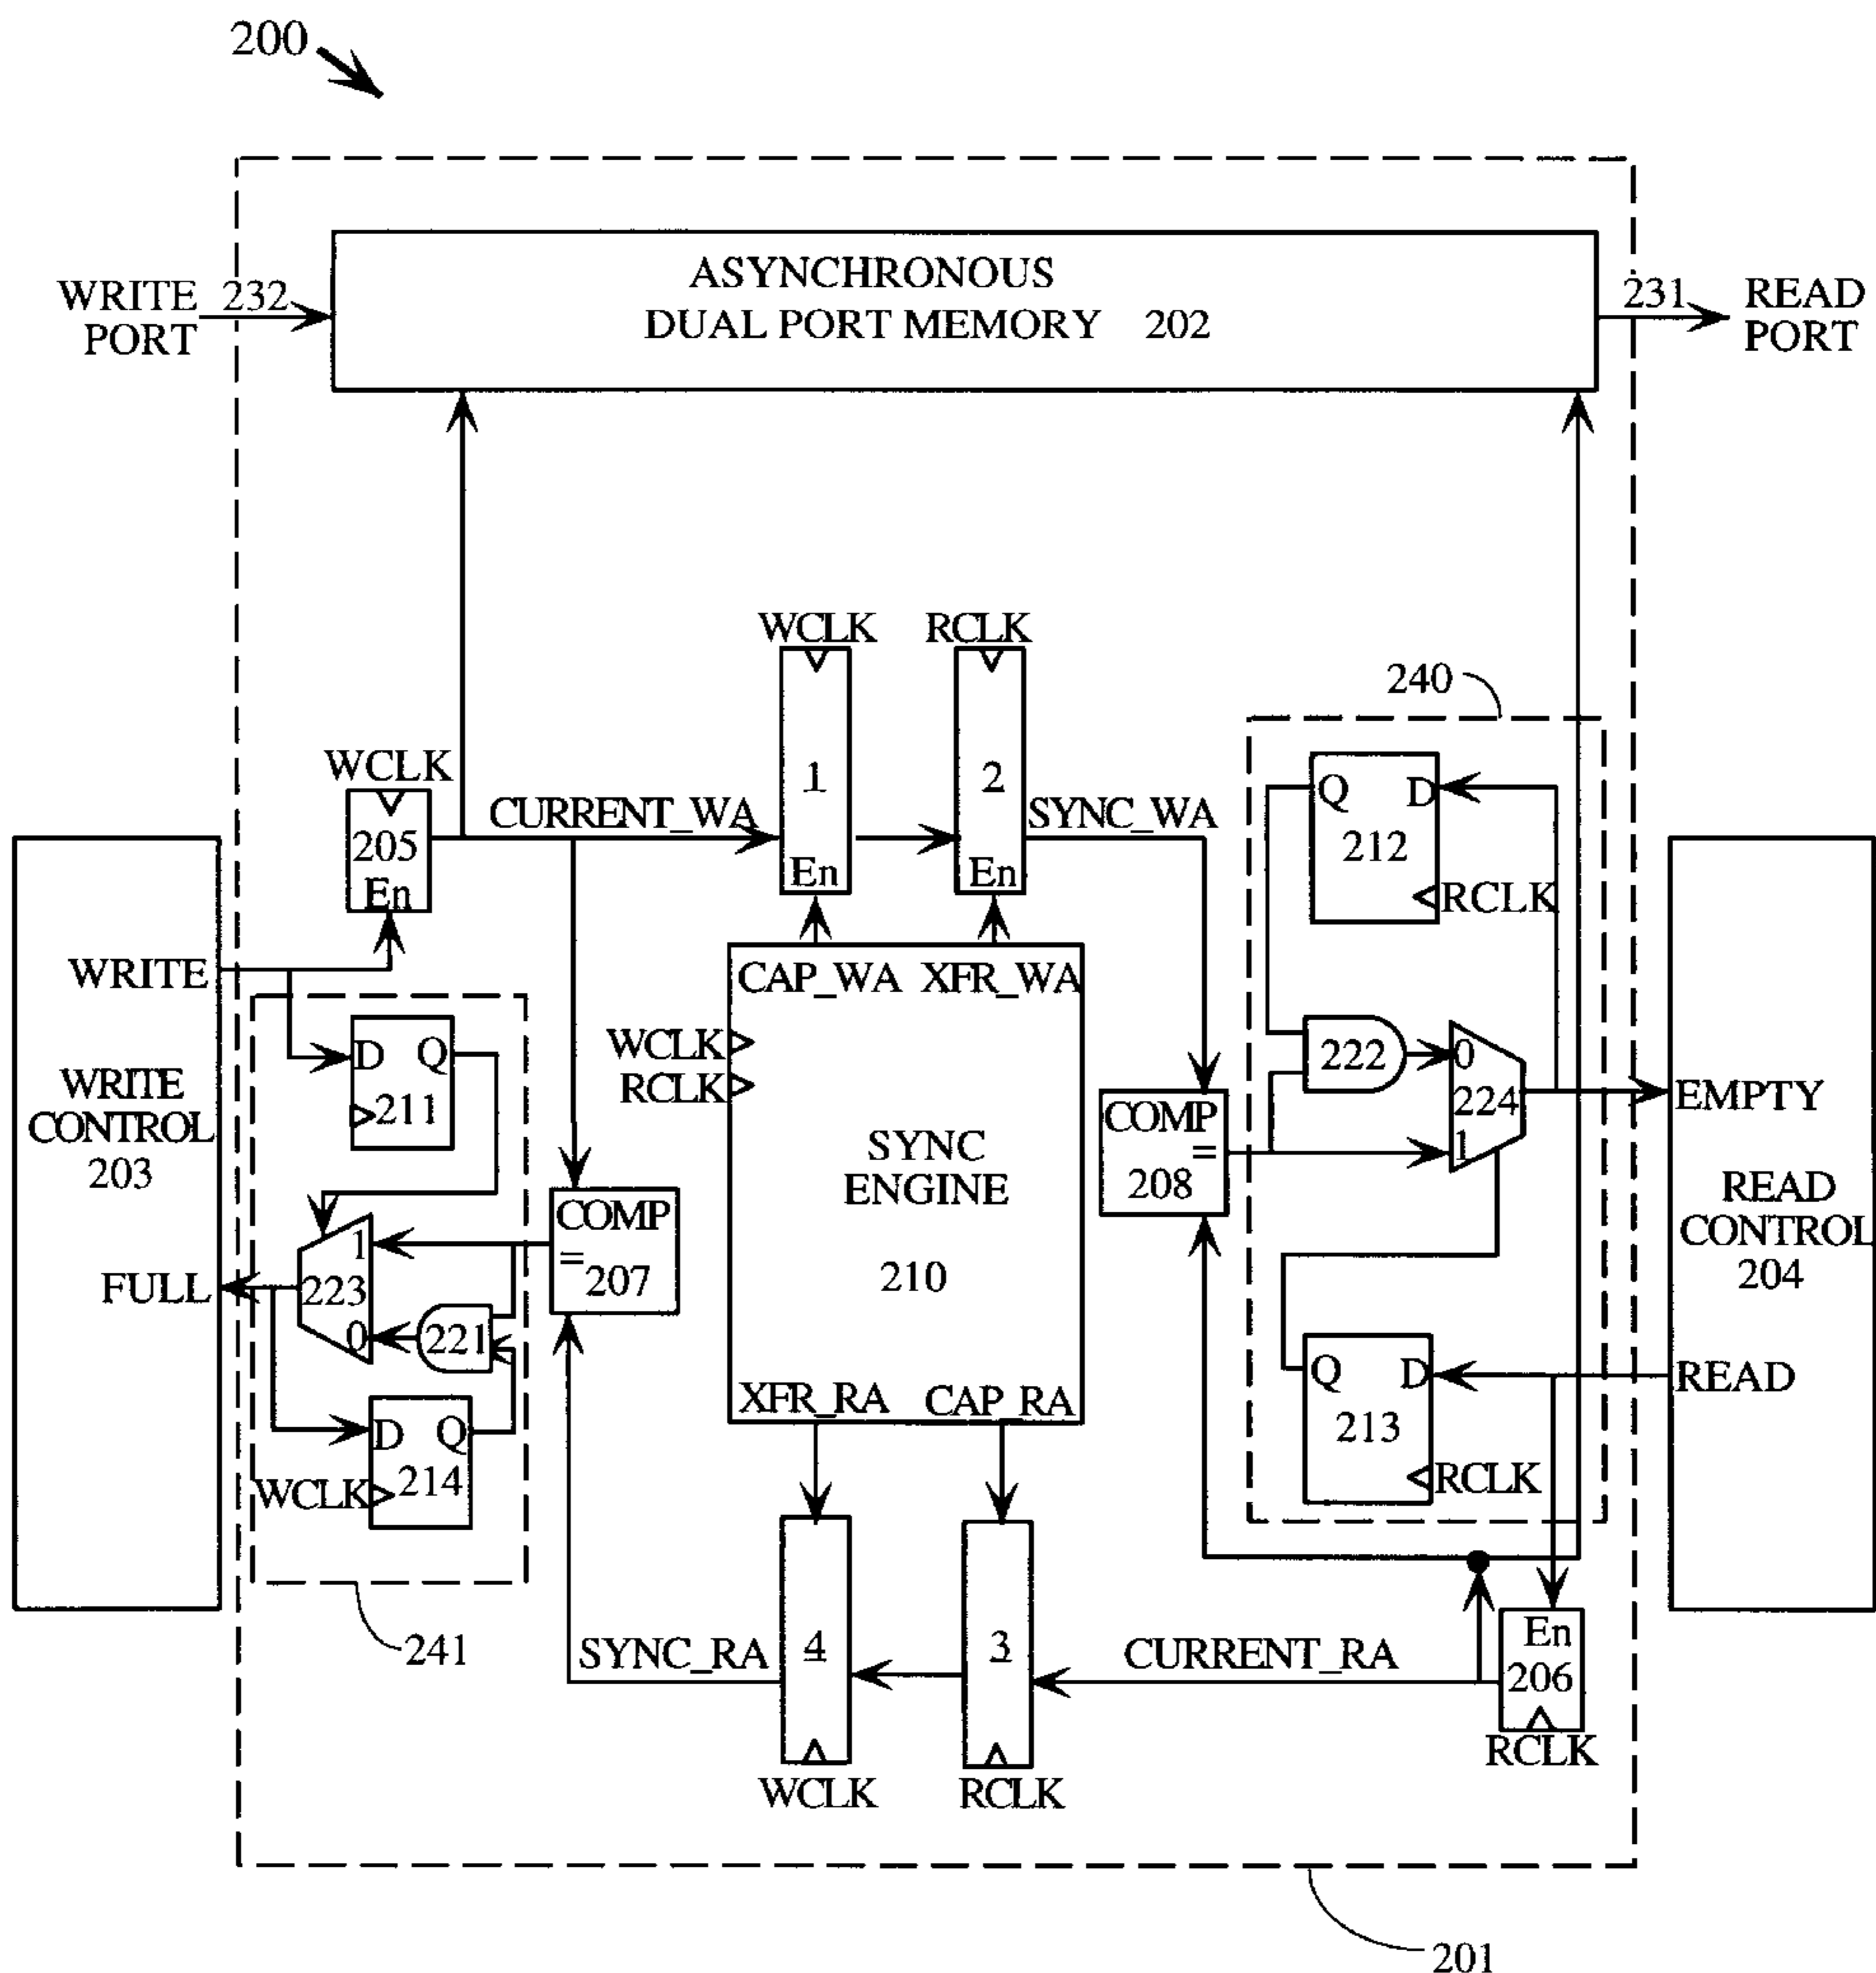 200
ASYNCHRONOUS
DUAL PORT MEMORY 202
WRITE
PORT
232
231
READ
PORT
WCLK
RCLK
1
En
2
En
WCLK
205
En
CURRENT_WA
SYNC_WA
240
Q
D
212
RCLK
WRITE
WRITE
CONTROL
203
FULL
D
Q
211
1
223
0
221
D
Q
214
WCLK
241
COMP
=
207
CAP_WA
XFR_WA
WCLK
RCLK
SYNC
ENGINE
210
XFR_RA
CAP_RA
COMP
=
208
222
0
224
1
EMPTY
READ
CONTROL
204
READ
Q
D
213
RCLK
SYNC_RA
4
WCLK
3
RCLK
CURRENT_RA
En
206
RCLK
201